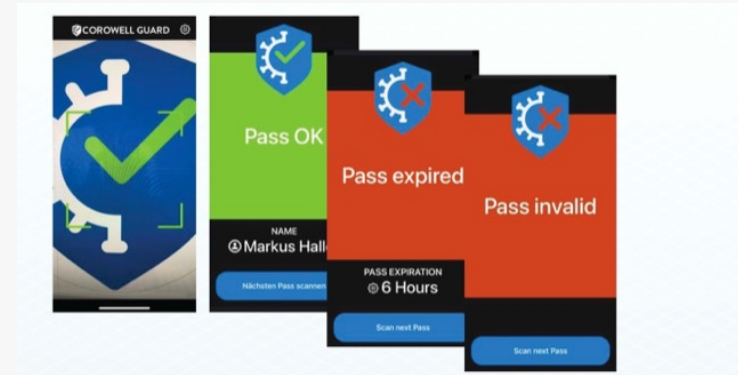 COROWELL GUARD
Pass OK
NAME
Markus Hall
Nächsten Pass scannen
Pass expired
PASS EXPIRATION
6 Hours
Scan next Pass
Pass invalid
Scan next Pass